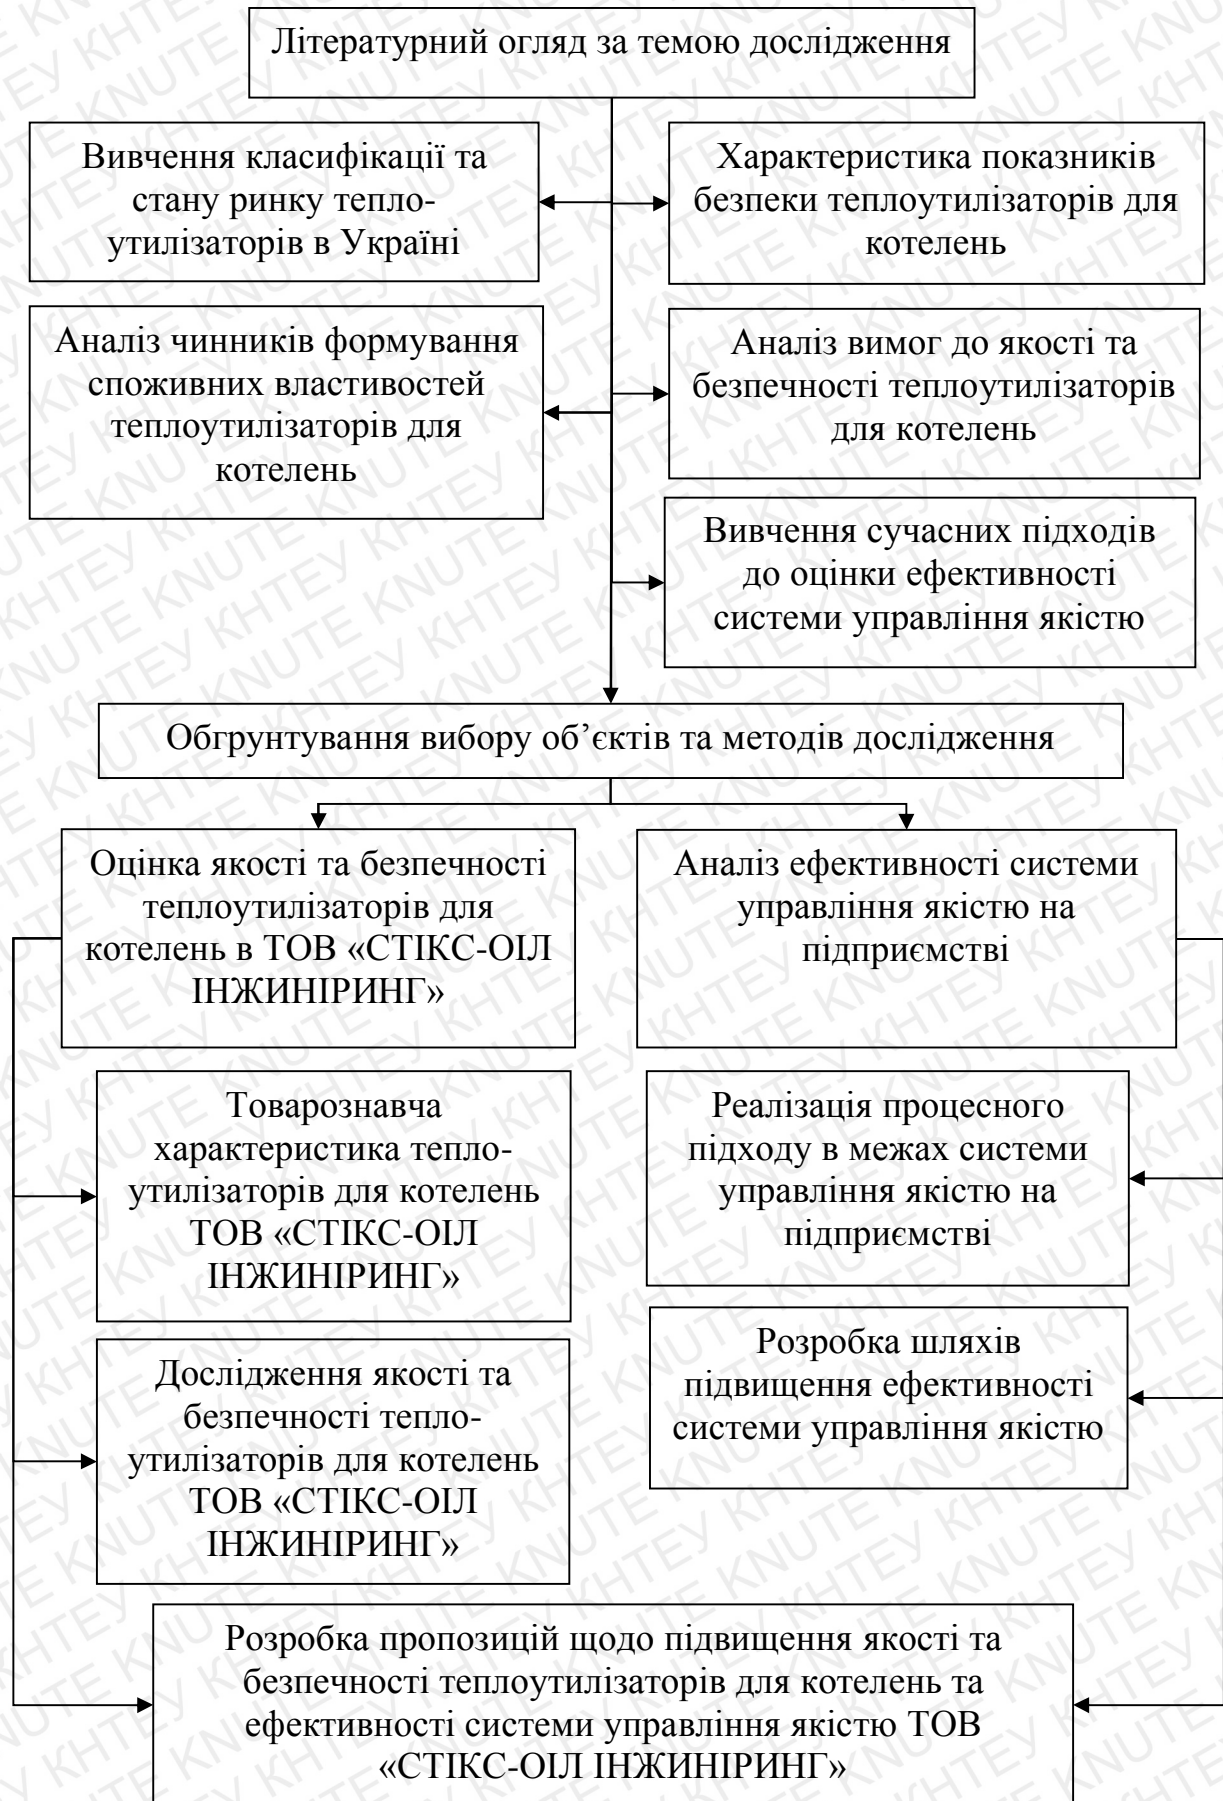 Літературний огляд за темою дослідження
Вивчення класифікації та
стану ринку тепло-
утилізаторів в Україні
Характеристика показників
безпеки теплоутилізаторів для
котелень
Аналіз чинників формування
споживних властивостей
теплоутилізаторів для
котелень
Аналіз вимог до якості та
безпечності теплоутилізаторів
для котелень
Вивчення сучасних підходів
до оцінки ефективності
системи управління якістю
Обгрунтування вибору об’єктів та методів дослідження
Оцінка якості та безпечності
теплоутилізаторів для
котелень в ТОВ «СТІКС-ОІЛ
ІНЖИНІРИНГ»
Аналіз ефективності системи
управління якістю на
підприємстві
Товарознавча
характеристика тепло-
утилізаторів для котелень
ТОВ «СТІКС-ОІЛ
ІНЖИНІРИНГ»
Реалізація процесного
підходу в межах системи
управління якістю на
підприємстві
Дослідження якості та
безпечності тепло-
утилізаторів для котелень
ТОВ «СТІКС-ОІЛ
ІНЖИНІРИНГ»
Розробка шляхів
підвищення ефективності
системи управління якістю
Розробка пропозицій щодо підвищення якості та
безпечності теплоутилізаторів для котелень та
ефективності системи управління якістю ТОВ
«СТІКС-ОІЛ ІНЖИНІРИНГ»